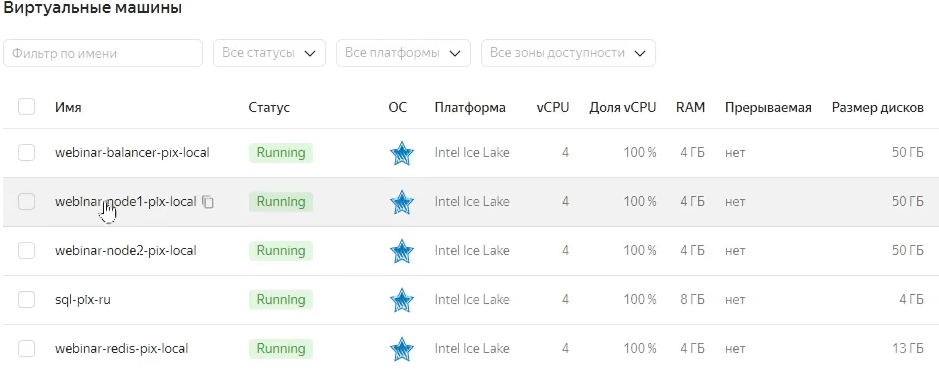 Виртуальные машины
Фильтр по имени Все статусы Все платформы Все зоны доступности
Имя Статус ОС Платформа vCPU Доля vCPU RAM Прерываемая Размер дисков
webinar-balancer-pix-local Running Intel Ice Lake 4 100 % 4 ГБ нет 50 ГБ
webinar-node1-pix-local Running Intel Ice Lake 4 100 % 4 ГБ нет 50 ГБ
webinar-node2-pix-local Running Intel Ice Lake 4 100 % 4 ГБ нет 50 ГБ
sql-pix-ru Running Intel Ice Lake 4 100 % 8 ГБ нет 4 ГБ
webinar-redis-pix-local Running Intel Ice Lake 4 100 % 4 ГБ нет 13 ГБ